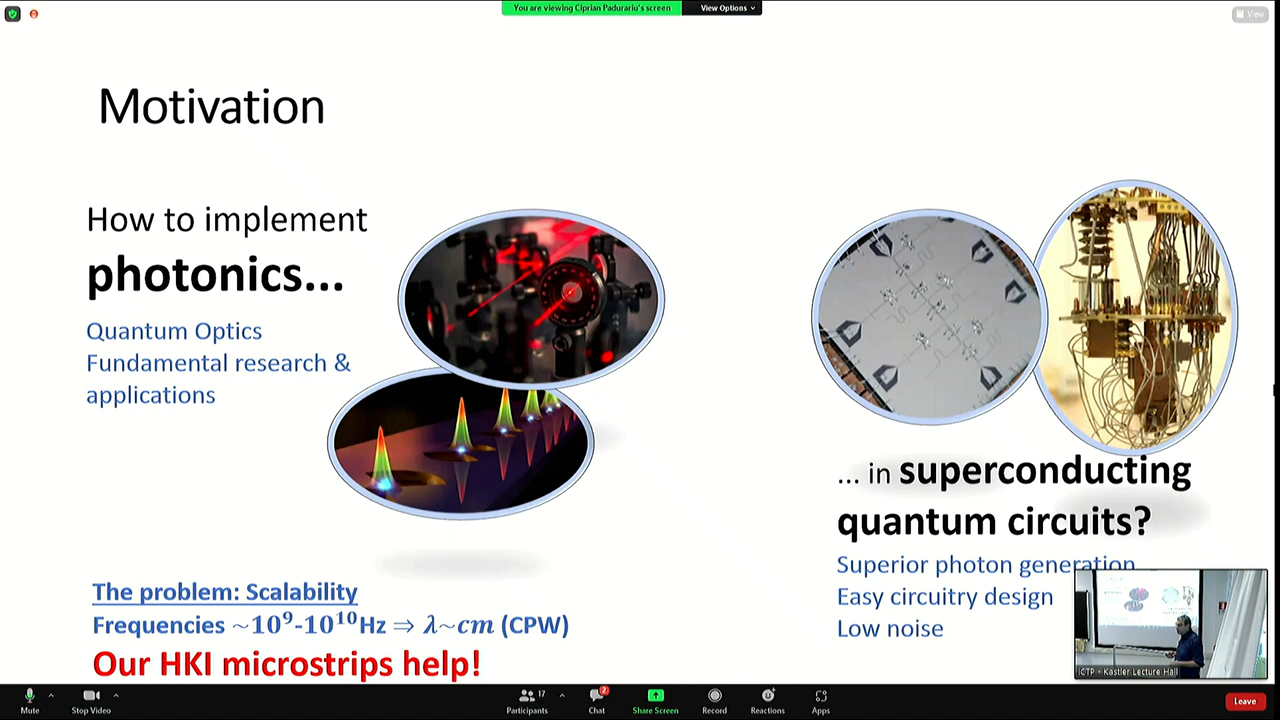 You are viewing Ciprian Padurariu's screen
View Options
View
Motivation
How to implement
photonics...
Quantum Optics
Fundamental research &
applications
... in superconducting
quantum circuits?
Superior photon generation
Easy circuitry design
Low noise
The problem: Scalability
Frequencies ~10⁹-10¹⁰Hz ⇒ λ~cm (CPW)
Our HKI microstrips help!
ICTP - Kastler Lecture Hall
Mute
Stop Video
Participants
17
Chat
2
Share Screen
Record
Reactions
Apps
Leave